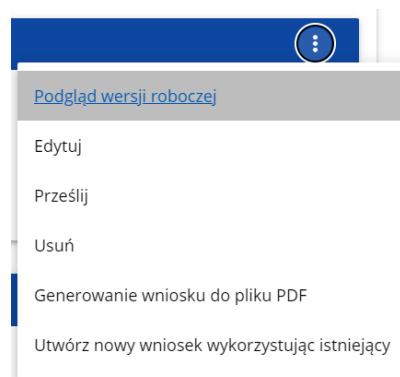 Podgląd wersji roboczej
Edytuj
Prześlij
Usuń
Generowanie wniosku do pliku PDF
Utwórz nowy wniosek wykorzystując istniejący